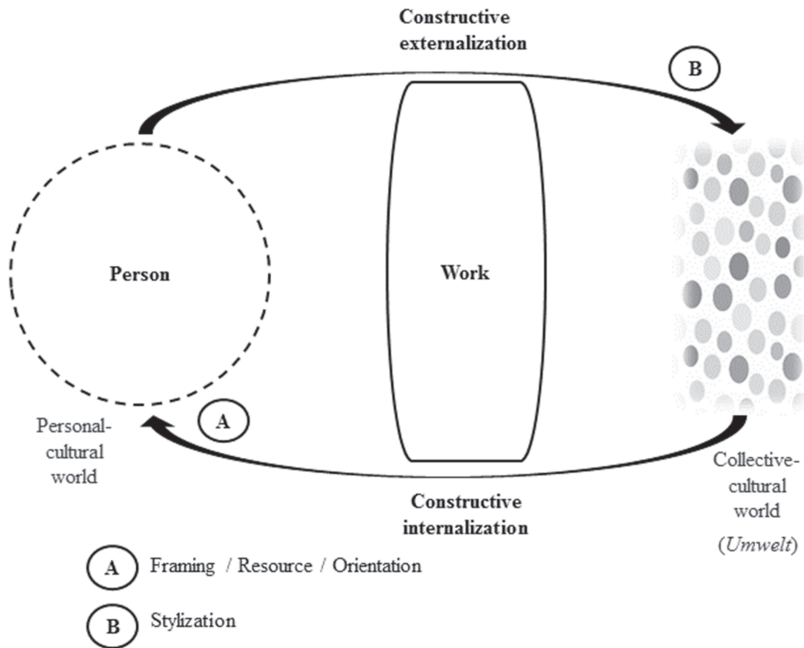 Constructive
externalization
B
Person
Work
A
Personal-
cultural
world
Collective-
cultural
world
(Umwelt)
Constructive
internalization
A Framing / Resource / Orientation
B Stylization